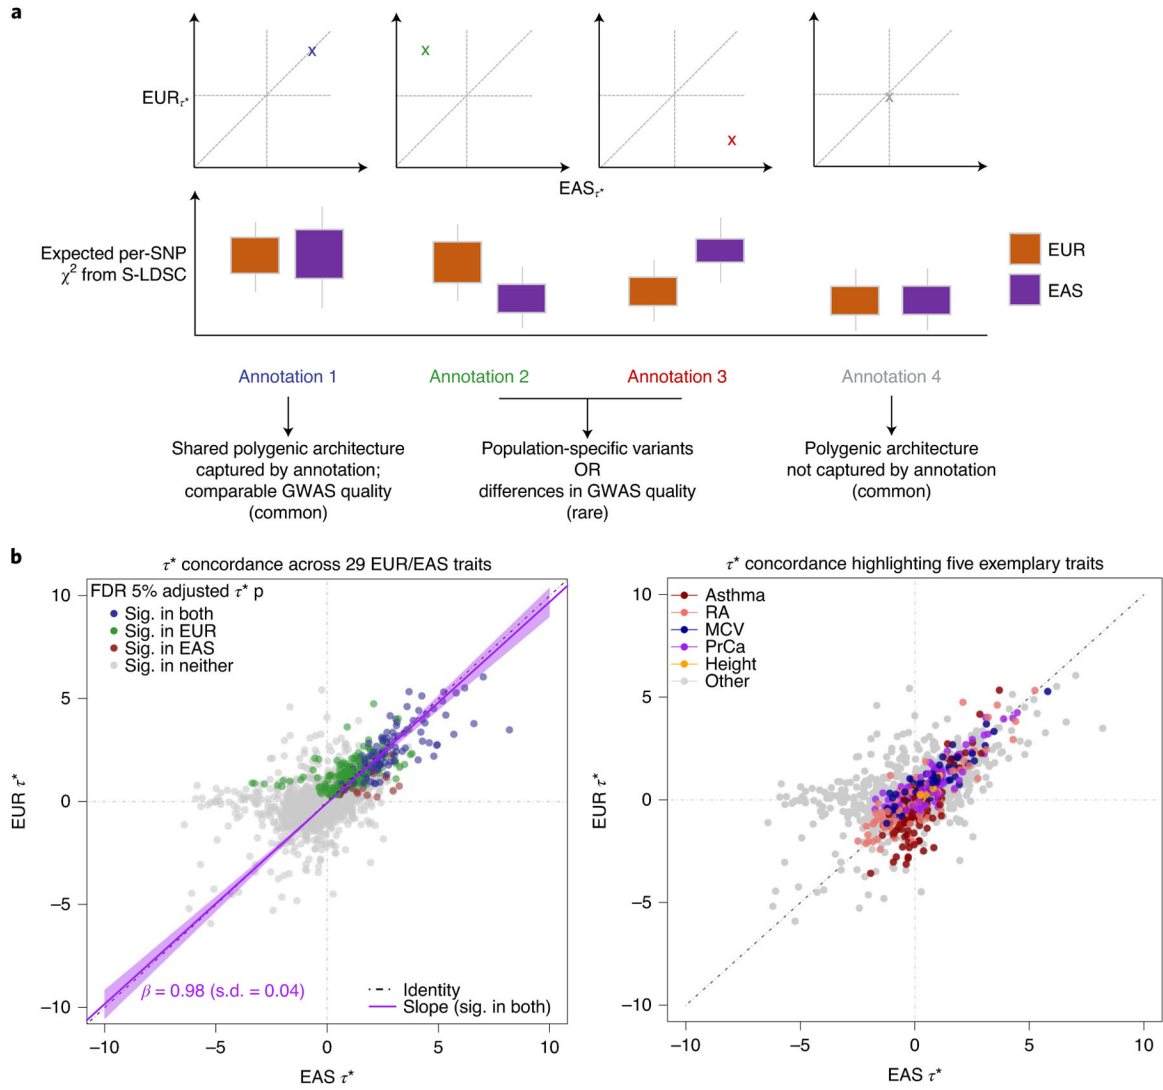 a
x
x
x
x
EUR𝜏*
EAS𝜏*
Expected per-SNP
χ² from S-LDSC
EUR
EAS
Annotation 1
Annotation 2
Annotation 3
Annotation 4
Shared polygenic architecture
captured by annotation;
comparable GWAS quality
(common)
Population-specific variants
OR
differences in GWAS quality
(rare)
Polygenic architecture
not captured by annotation
(common)
b
𝜏* concordance across 29 EUR/EAS traits
FDR 5% adjusted 𝜏* p
Sig. in both
Sig. in EUR
Sig. in EAS
Sig. in neither
10
5
0
−5
−10
EUR 𝜏*
β = 0.98 (s.d. = 0.04)
Identity
Slope (sig. in both)
−10
−5
0
5
10
EAS 𝜏*
𝜏* concordance highlighting five exemplary traits
Asthma
RA
MCV
PrCa
Height
Other
10
5
0
−5
−10
EUR 𝜏*
−10
−5
0
5
10
EAS 𝜏*